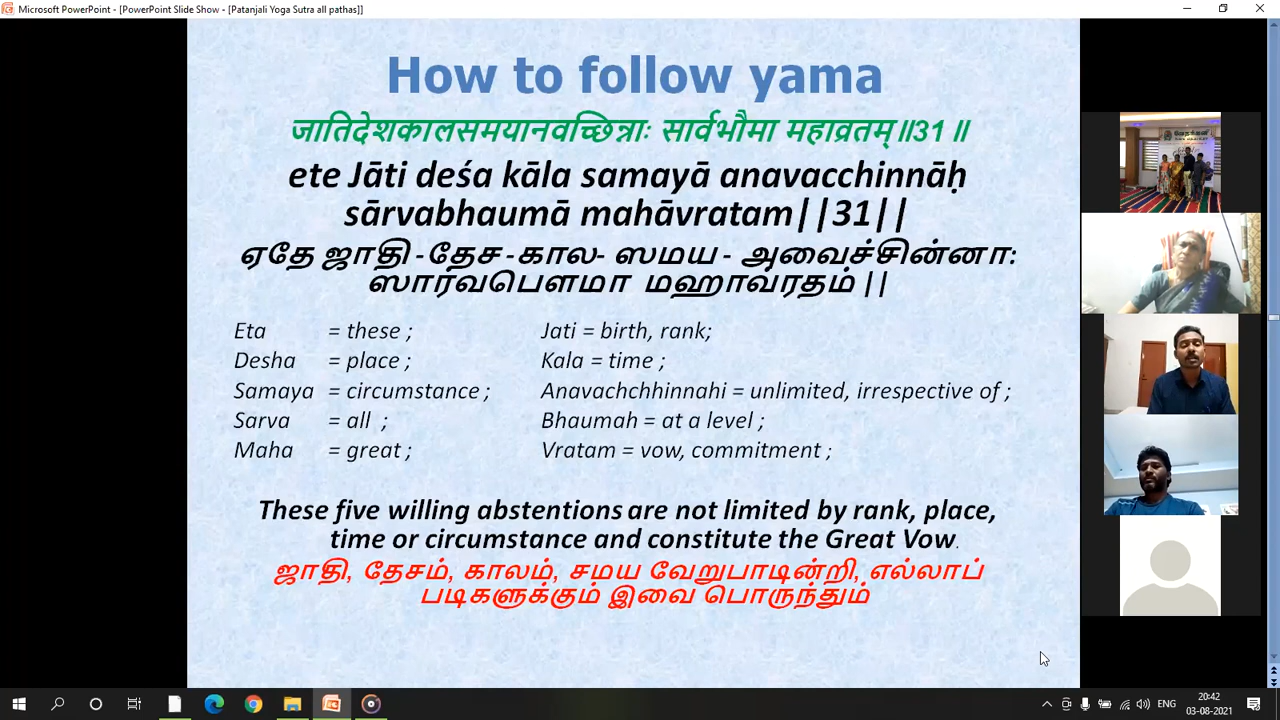 Microsoft PowerPoint - [PowerPoint Slide Show - [Patanjali Yoga Sutra all pathas]]
How to follow yama
जातिदेशकालसमयानवच्छिन्नाः सार्वभौमा महाव्रतम्॥31॥
ete Jāti deśa kāla samayā anavacchinnāḥ
sārvabhaumā mahāvratam||31||
ஏதே ஜாதி -தேச -கால- ஸமய - அவைச்சின்னா:
ஸார்வபௌமா மஹாவ்ரதம் ||
Eta = these ; Jati = birth, rank;
Desha = place ; Kala = time ;
Samaya = circumstance ; Anavachchhinnahi = unlimited, irrespective of ;
Sarva = all ; Bhaumah = at a level ;
Maha = great ; Vratam = vow, commitment ;
These five willing abstentions are not limited by rank, place,
time or circumstance and constitute the Great Vow.
ஜாதி, தேசம், காலம், சமய வேறுபாடின்றி, எல்லாப்
படிகளுக்கும் இவை பொருந்தும்
ENG
20:42
03-08-2021